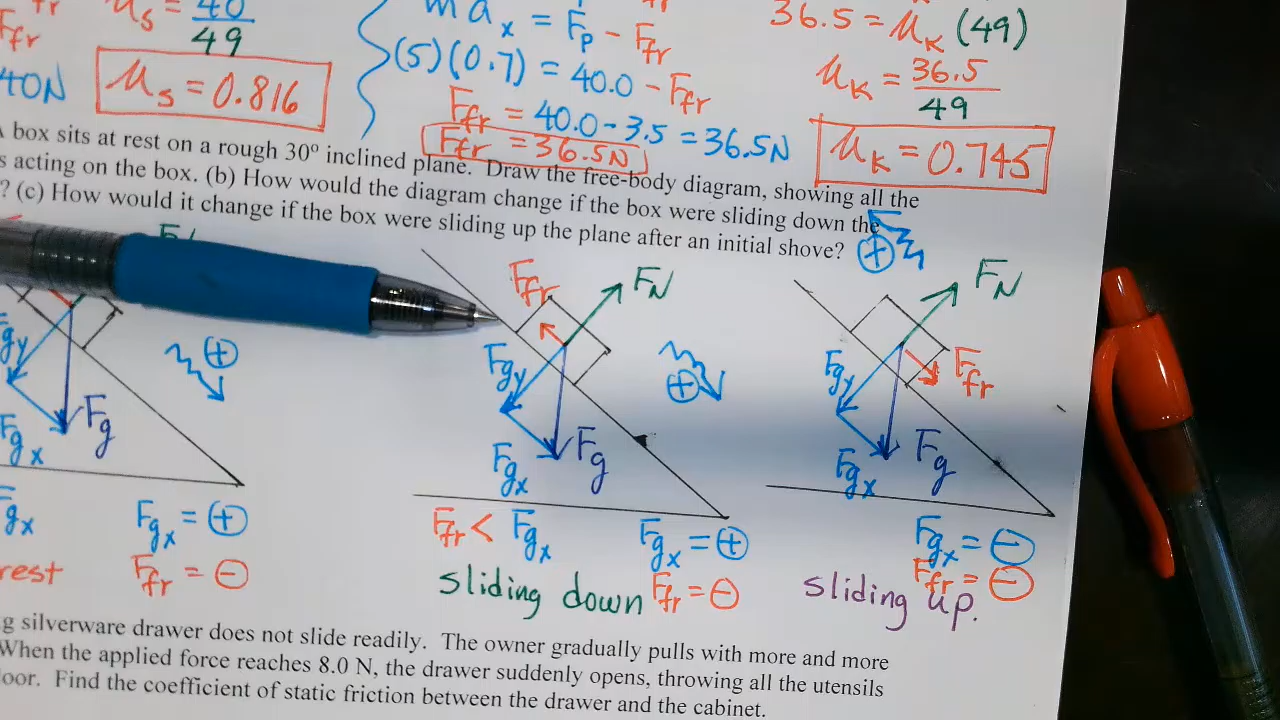 μs = 40/49
Ffr
40N
μs = 0.816
max = Fp - Ffr
(5)(0.7) = 40.0 - Ffr
Ffr = 40.0 - 3.5 = 36.5N
Ffr = 36.5N
36.5 = μK (49)
μK = 36.5/49
μK = 0.745
box sits at rest on a rough 30° inclined plane. Draw the free-body diagram, showing all the
s acting on the box. (b) How would the diagram change if the box were sliding down the
? (c) How would it change if the box were sliding up the plane after an initial shove?
Fgy
Fg
Fgx
+
Fgx
Fgx = +
rest
Ffr = -
Ffr
FN
Fgy
Fg
Fgx
+
Ffr < Fgx
Fgx = +
sliding down
Ffr = -
+
FN
Ffr
Fgy
Fg
Fgx
Fgx = -
Ffr = -
sliding up.
g silverware drawer does not slide readily. The owner gradually pulls with more and more
When the applied force reaches 8.0 N, the drawer suddenly opens, throwing all the utensils
oor. Find the coefficient of static friction between the drawer and the cabinet.